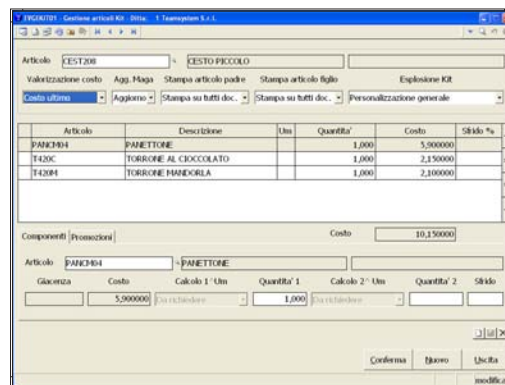 EVGEKIT01 - Gestione articoli Kit - Ditta: 1 Teamsystem S.r.l.
Articolo CEST208 CESTO PICCOLO
Valorizzazione costo Agg. Maga Stampa articolo padre Stampa articolo figlio Esplosione Kit
Costo ultimo Aggiorno Stampa su tutti doc.. Stampa su tutti doc.. Personalizzazione generale
Articolo Descrizione Um Quantita' Costo Sfrido %
PANCM04 PANETTONE 1,000 5,900000
T420C TORRONE AL CIOCCOLATO 1,000 2,150000
T420M TORRONE MANDORLA 1,000 2,100000
Componenti Promozioni Costo 10,150000
Articolo PANCM04 PANETTONE
Giacenza Costo Calcolo 1^ Um Quantita' 1 Calcolo 2^ Um Quantita' 2 Sfrido
5,900000 Da richiedere 1,000 Da richiedere
Conferma Nuovo Uscita
modifica